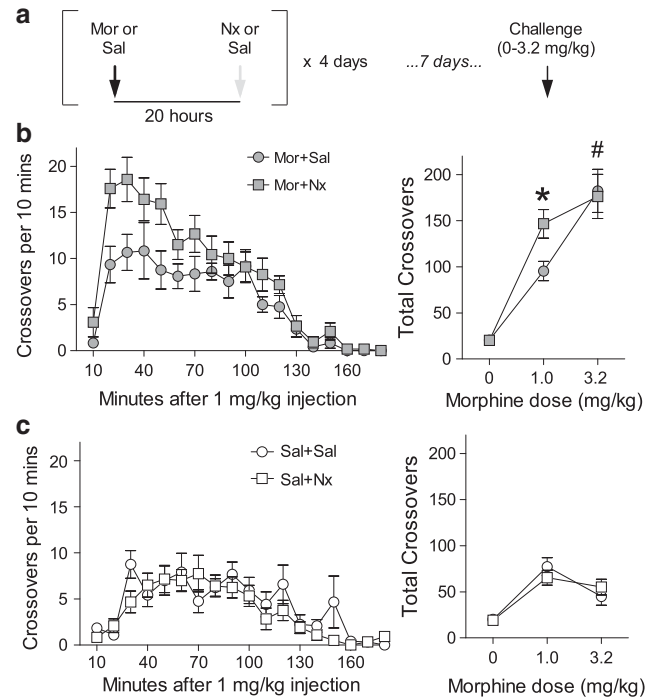 a
Mor or
Sal
Nx or
Sal
20 hours
x 4 days
...7 days...
Challenge
(0-3.2 mg/kg)
b
Crossovers per 10 mins
20
15
10
5
0
Mor+Sal
Mor+Nx
10 40 70 100 130 160
Minutes after 1 mg/kg injection
Total Crossovers
200
150
100
50
0
*
#
0 1.0 3.2
Morphine dose (mg/kg)
c
Crossovers per 10 mins
20
15
10
5
0
Sal+Sal
Sal+Nx
10 40 70 100 130 160
Minutes after 1 mg/kg injection
Total Crossovers
200
150
100
50
0
0 1.0 3.2
Morphine dose (mg/kg)